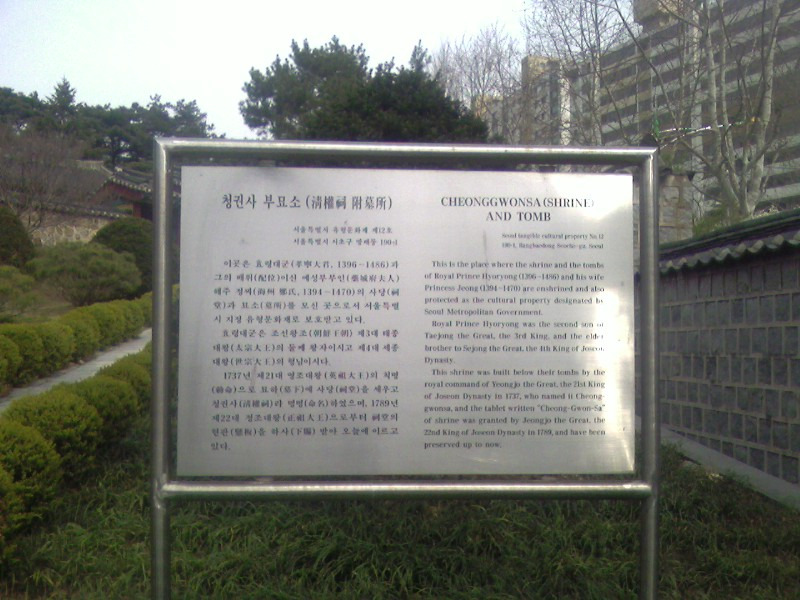 청권사 부묘소(淸權祠 附墓所)
서울특별시 유형문화재 제12호
서울특별시 서초구 방배동 190-1
이곳은 효령대군(孝寧大君, 1396~1486)과
그의 배위(配位)이신 예성부부인(蘂城府夫人)
해주 정씨(海州 鄭氏, 1394~1470)의 사당(祠
堂)과 묘소(墓所)를 모신 곳으로서 서울특별
시 지정 유형문화재로 보호받고 있다.
효령대군은 조선왕조(朝鮮王朝) 제3대 태종
대왕(太宗大王)의 둘째 왕자이시고 제4대 세종
대왕(世宗大王)의 형님이시다.
1737년 제21대 영조대왕(英祖大王)의 칙명
(勅命)으로 묘하(墓下)에 사당(祠堂)을 세우고
청권사(淸權祠)라 명명(命名)하였으며, 1789년
제22대 정조대왕(正祖大王)으로부터 祠堂의
현판(懸板)을 하사(下賜) 받아 오늘에 이르고
있다.
CHEONGGWONSA(SHRINE)
AND TOMB
Seoul tangible cultural property No.12
190-1, Bangbaedong Seocho-gu, Seoul
This is the place where the shrine and the tombs
of Royal Prince Hyoryong (1396~1486) and his wife
Princess Jeong (1394~1470) are enshrined and also
protected as the cultural property designated by
Seoul Metropolitan Government.
Royal Prince Hyoryong was the second son of
Taejong the Great, the 3rd King, and the elder
brother to Sejong the Great, the 4th King of Joseon
Dynasty.
This shrine was built below their tombs by the
royal command of Yeongjo the Great, the 21st King
of Joseon Dynasty in 1737, who named it Cheong-
gwonsa, and the tablet written "Cheong-Gwon-Sa"
of shrine was granted by Jeongjo the Great, the
22nd King of Joseon Dynasty in 1789, and have been
preserved up to now.